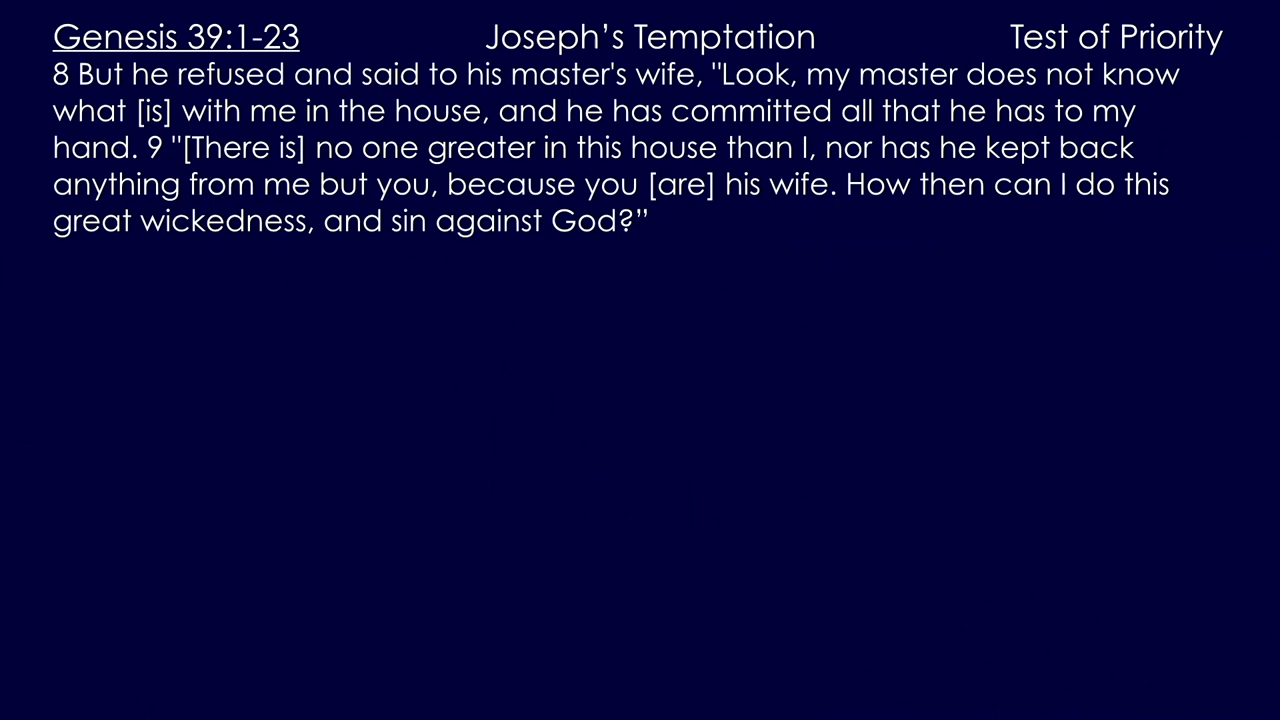 Genesis 39:1-23 Joseph’s Temptation Test of Priority
8 But he refused and said to his master's wife, "Look, my master does not know
what [is] with me in the house, and he has committed all that he has to my
hand. 9 "[There is] no one greater in this house than I, nor has he kept back
anything from me but you, because you [are] his wife. How then can I do this
great wickedness, and sin against God?”